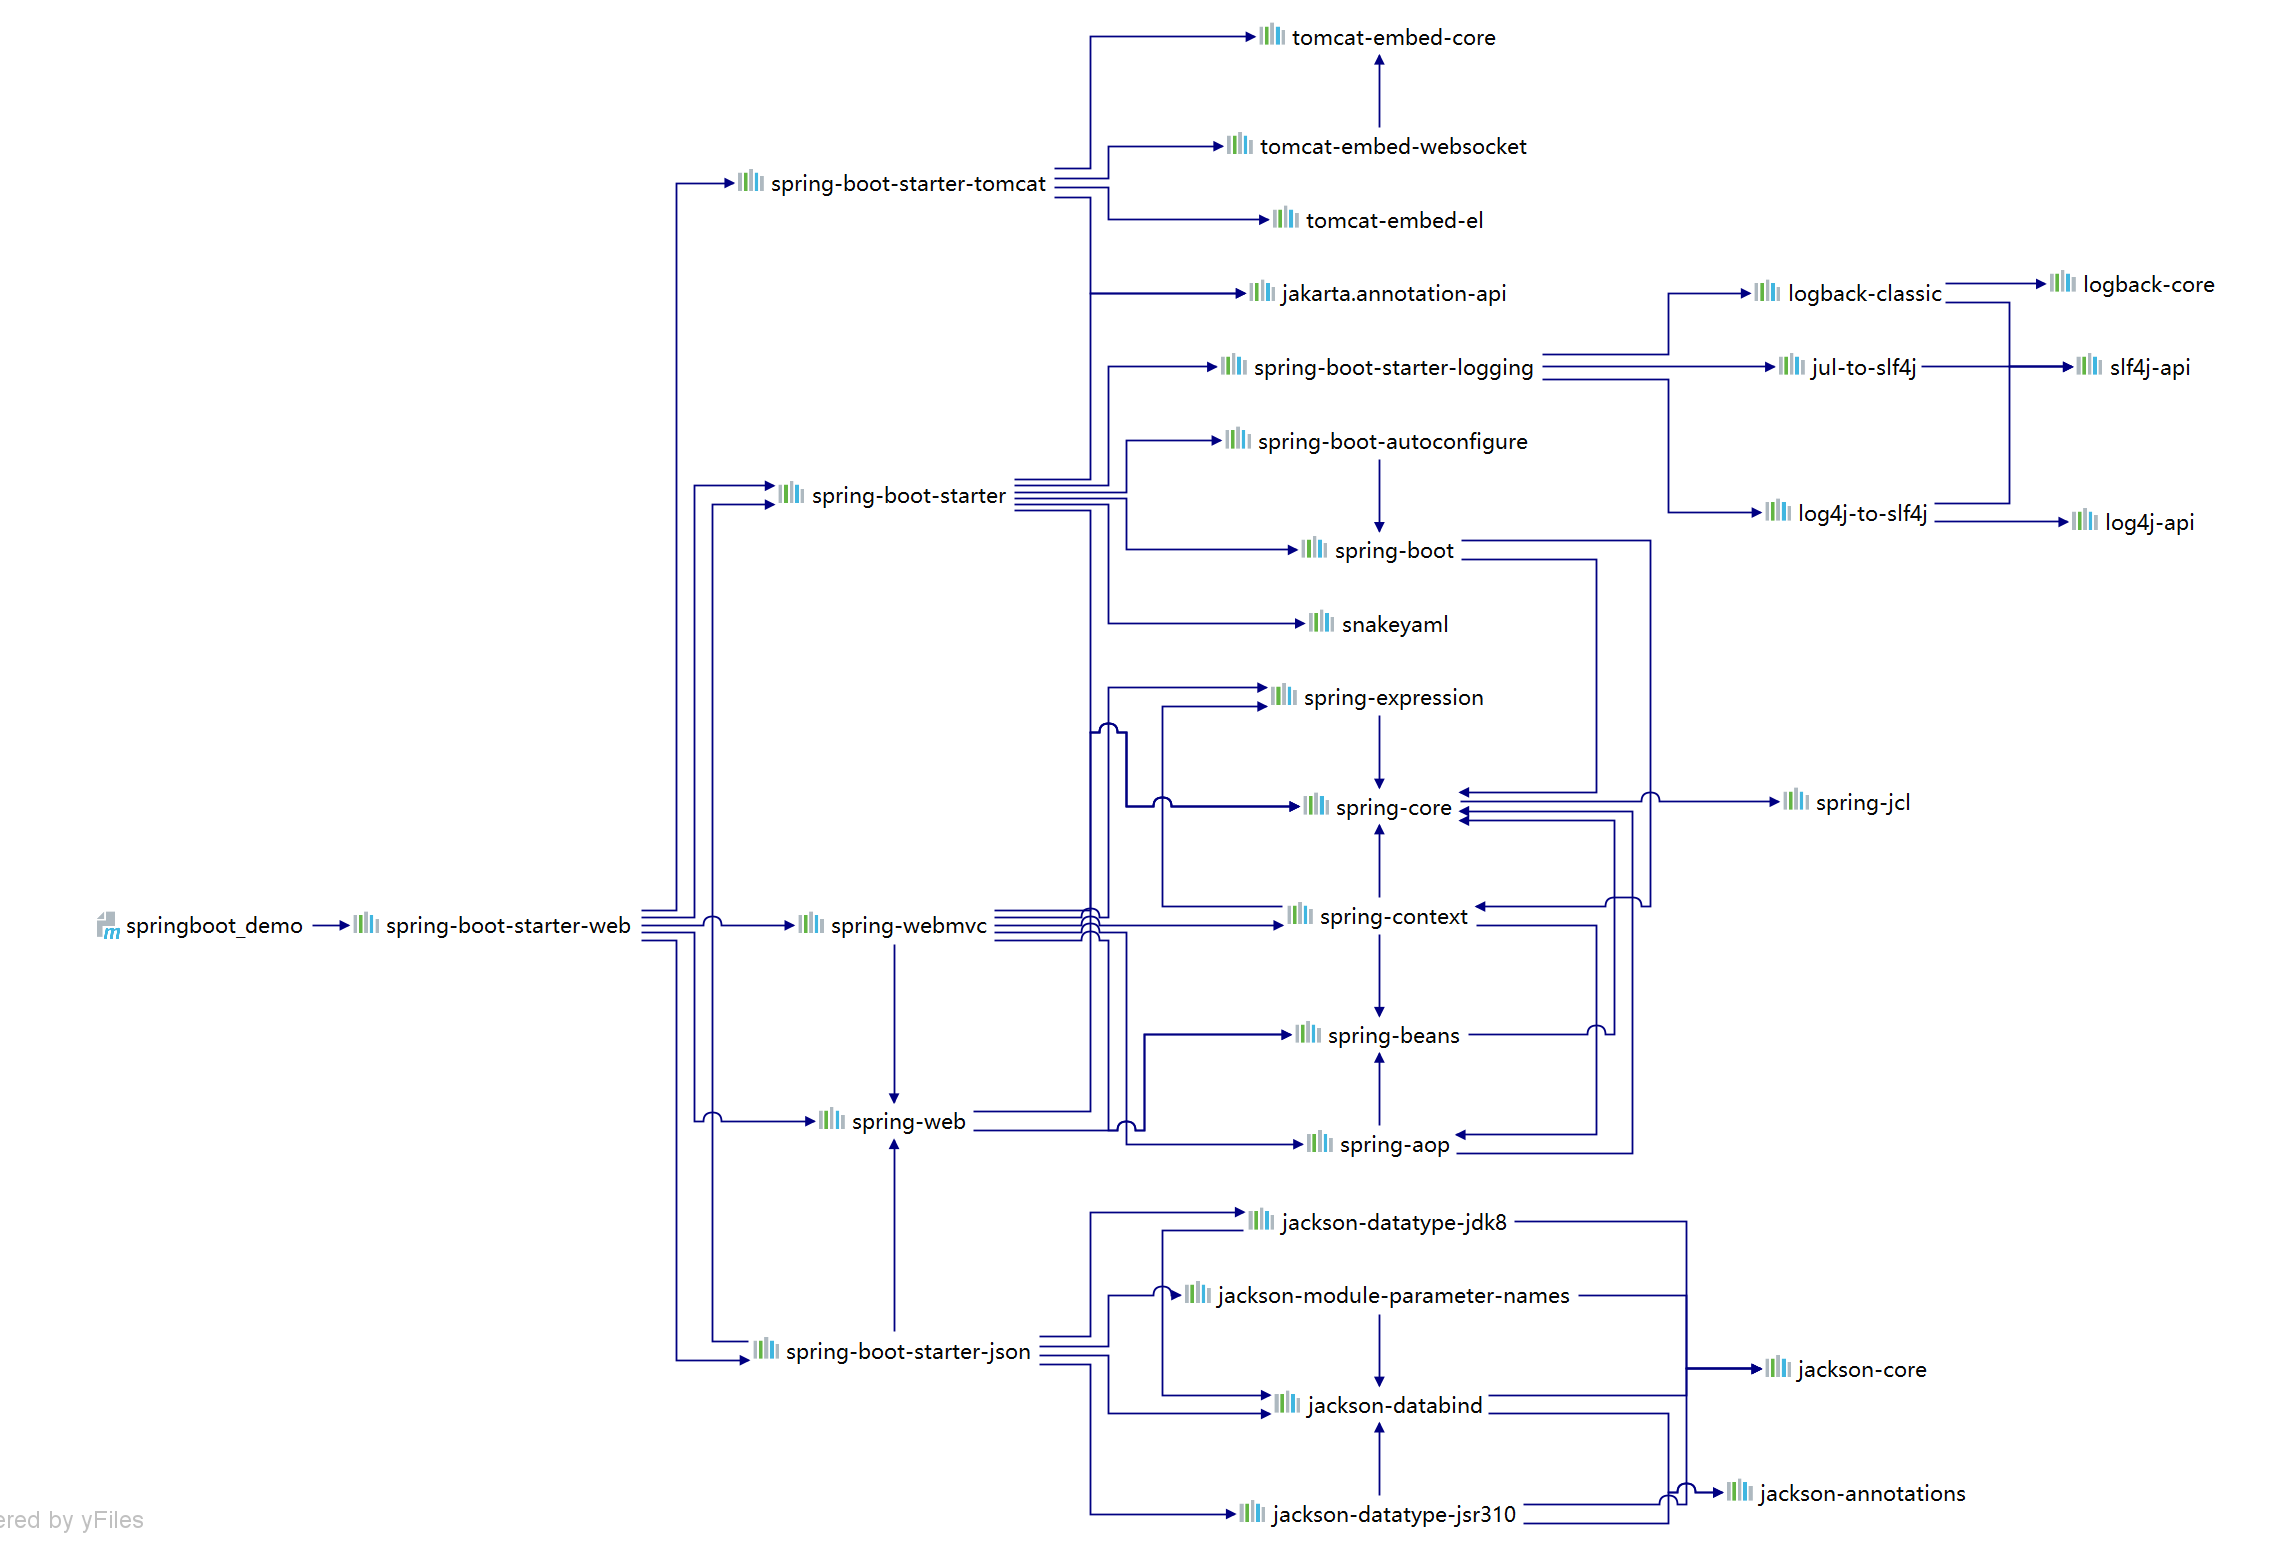 tomcat-embed-core
tomcat-embed-websocket
spring-boot-starter-tomcat
tomcat-embed-el
jakarta.annotation-api
logback-classic
logback-core
spring-boot-starter-logging
jul-to-slf4j
slf4j-api
spring-boot-autoconfigure
spring-boot-starter
log4j-to-slf4j
log4j-api
spring-boot
snakeyaml
spring-expression
spring-core
spring-jcl
springboot_demo
spring-boot-starter-web
spring-webmvc
spring-context
spring-beans
spring-web
spring-aop
jackson-datatype-jdk8
jackson-module-parameter-names
spring-boot-starter-json
jackson-core
jackson-databind
jackson-annotations
jackson-datatype-jsr310
ered by yFiles